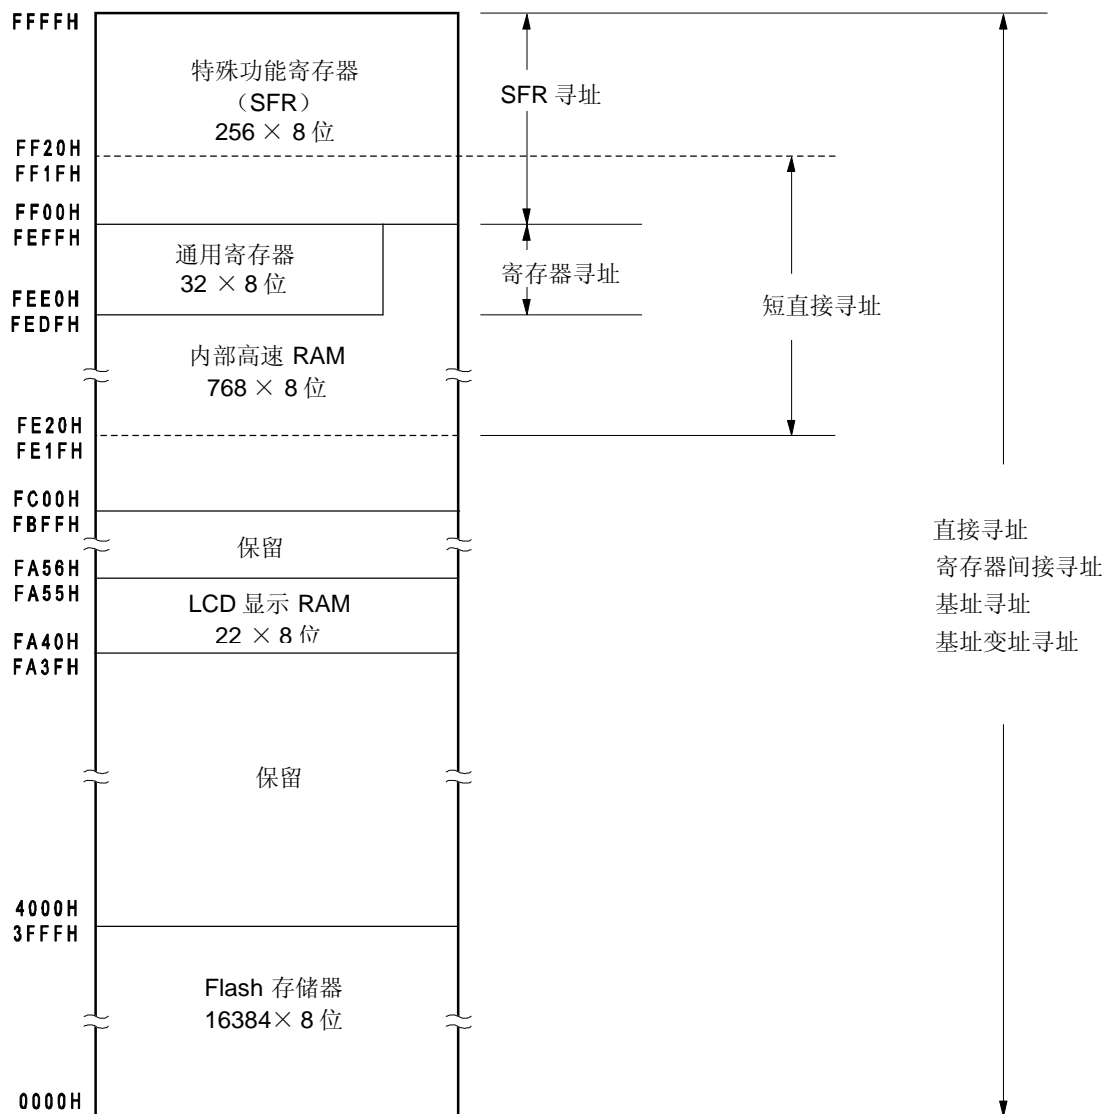 FFFFH
特殊功能寄存器
（SFR）
256 × 8 位
SFR 寻址
FF20H
FF1FH
FF00H
FEFFH
通用寄存器
32 × 8 位
寄存器寻址
FEE0H
FEDFH
短直接寻址
内部高速 RAM
768 × 8 位
FE20H
FE1FH
FC00H
FBFFH
保留
FA56H
FA55H
LCD 显示 RAM
22 × 8 位
FA40H
FA3FH
直接寻址
寄存器间接寻址
基址寻址
基址变址寻址
保留
4000H
3FFFH
Flash 存储器
16384× 8 位
0000H